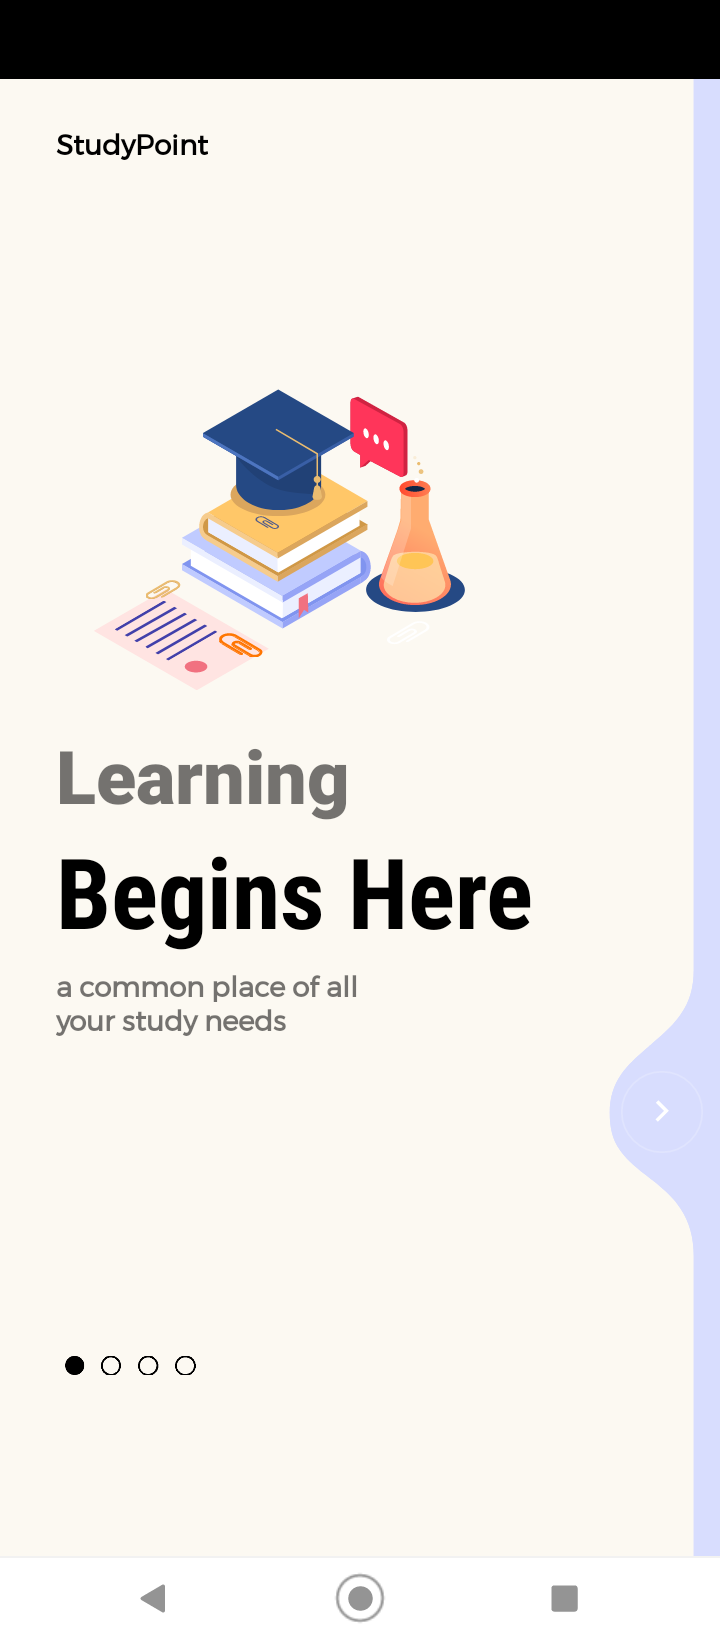 StudyPoint
Learning
Begins Here
a common place of all
your study needs